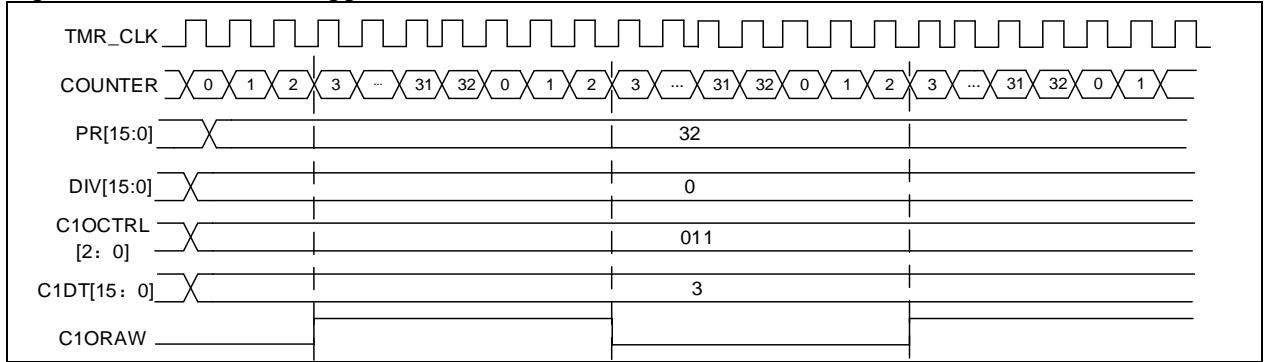 TMR_CLK
COUNTER 0 1 2 3 ... 31 32 0 1 2 3 ... 31 32 0 1 2 3 ... 31 32 0 1
PR[15:0] 32
DIV[15:0] 0
C1OCTRL
[2：0] 011
C1DT[15：0] 3
C1ORAW